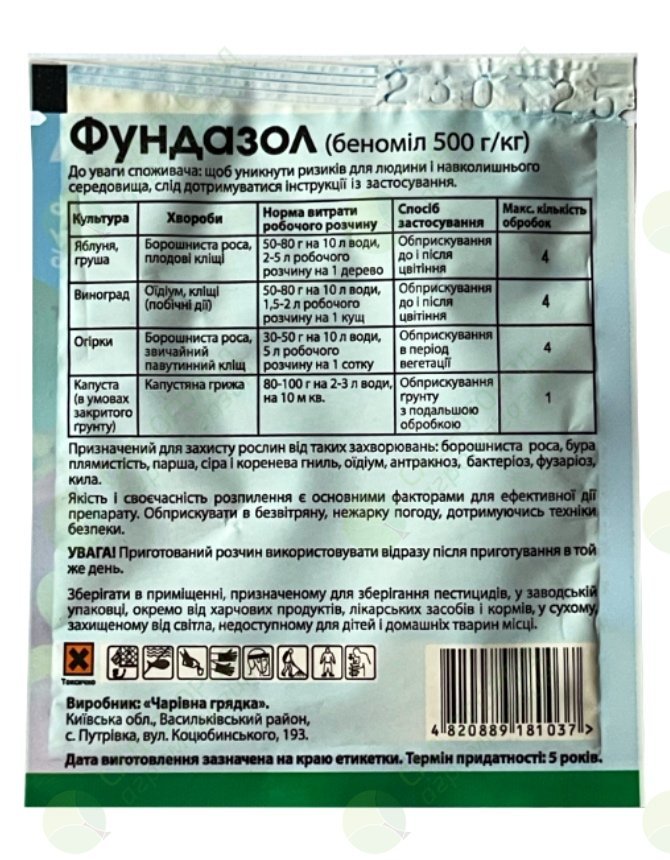 Фундазол (беноміл 500 г/кг)
До уваги споживача: щоб уникнути ризиків для людини і навколишнього
середовища, слід дотримуватися інструкції із застосування.
Культура Хвороби Норма витрати робочого розчину Спосіб застосування Макс. кількість обробок
Яблуня, груша Борошниста роса, плодові кліщі 50-80 г на 10 л води, 2-5 л робочого розчину на 1 дерево Обприскування до і після цвітіння 4
Виноград Оїдіум, кліщі (побічні дії) 50-80 г на 10 л води, 1,5-2 л робочого розчину на 1 кущ Обприскування до і після цвітіння 4
Огірки Борошниста роса, звичайний павутинний кліщ 30-50 г на 10 л води, 5 л робочого розчину на 1 сотку Обприскування в період вегетації 4
Капуста (в умовах закритого ґрунту) Капустяна грижа 80-100 г на 2-3 л води, на 10 м кв. Обприскування ґрунту з подальшою обробкою 1
Призначений для захисту рослин від таких захворювань: борошниста роса, бура
плямистість, парша, сіра і коренева гниль, оїдіум, антракноз, бактеріоз, фузаріоз,
кила.
Якість і своєчасність розпилення є основними факторами для ефективної дії
препарату. Обприскувати в безвітряну, нежарку погоду, дотримуючись техніки
безпеки.
УВАГА! Приготований розчин використовувати відразу після приготування в той
же день.
Зберігати в приміщенні, призначеному для зберігання пестицидів, у заводській
упаковці, окремо від харчових продуктів, лікарських засобів і кормів, у сухому,
захищеному від світла, недоступному для дітей і домашніх тварин місці.
Токсично
Виробник: «Чарівна грядка».
Київська обл., Васильківський район,
с. Путрівка, вул. Коцюбинського, 193.
4 820889 181037 >
Дата виготовлення зазначена на краю етикетки. Термін придатності: 5 років.